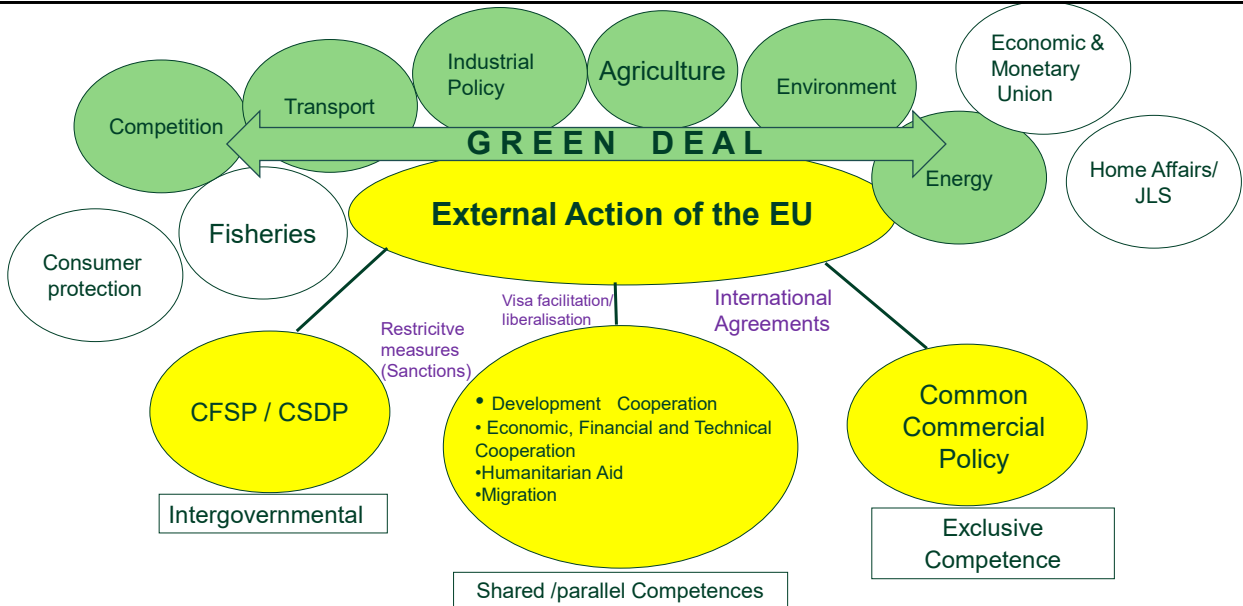 Competition
Transport
Industrial
Policy
Agriculture
Environment
Economic &
Monetary
Union
GREEN DEAL
Energy
Home Affairs/
JLS
Consumer
protection
Fisheries
External Action of the EU
Restricitve
measures
(Sanctions)
Visa facilitation/
liberalisation
International
Agreements
CFSP / CSDP
• Development Cooperation
• Economic, Financial and Technical
Cooperation
•Humanitarian Aid
•Migration
Common
Commercial
Policy
Intergovernmental
Shared /parallel Competences
Exclusive
Competence